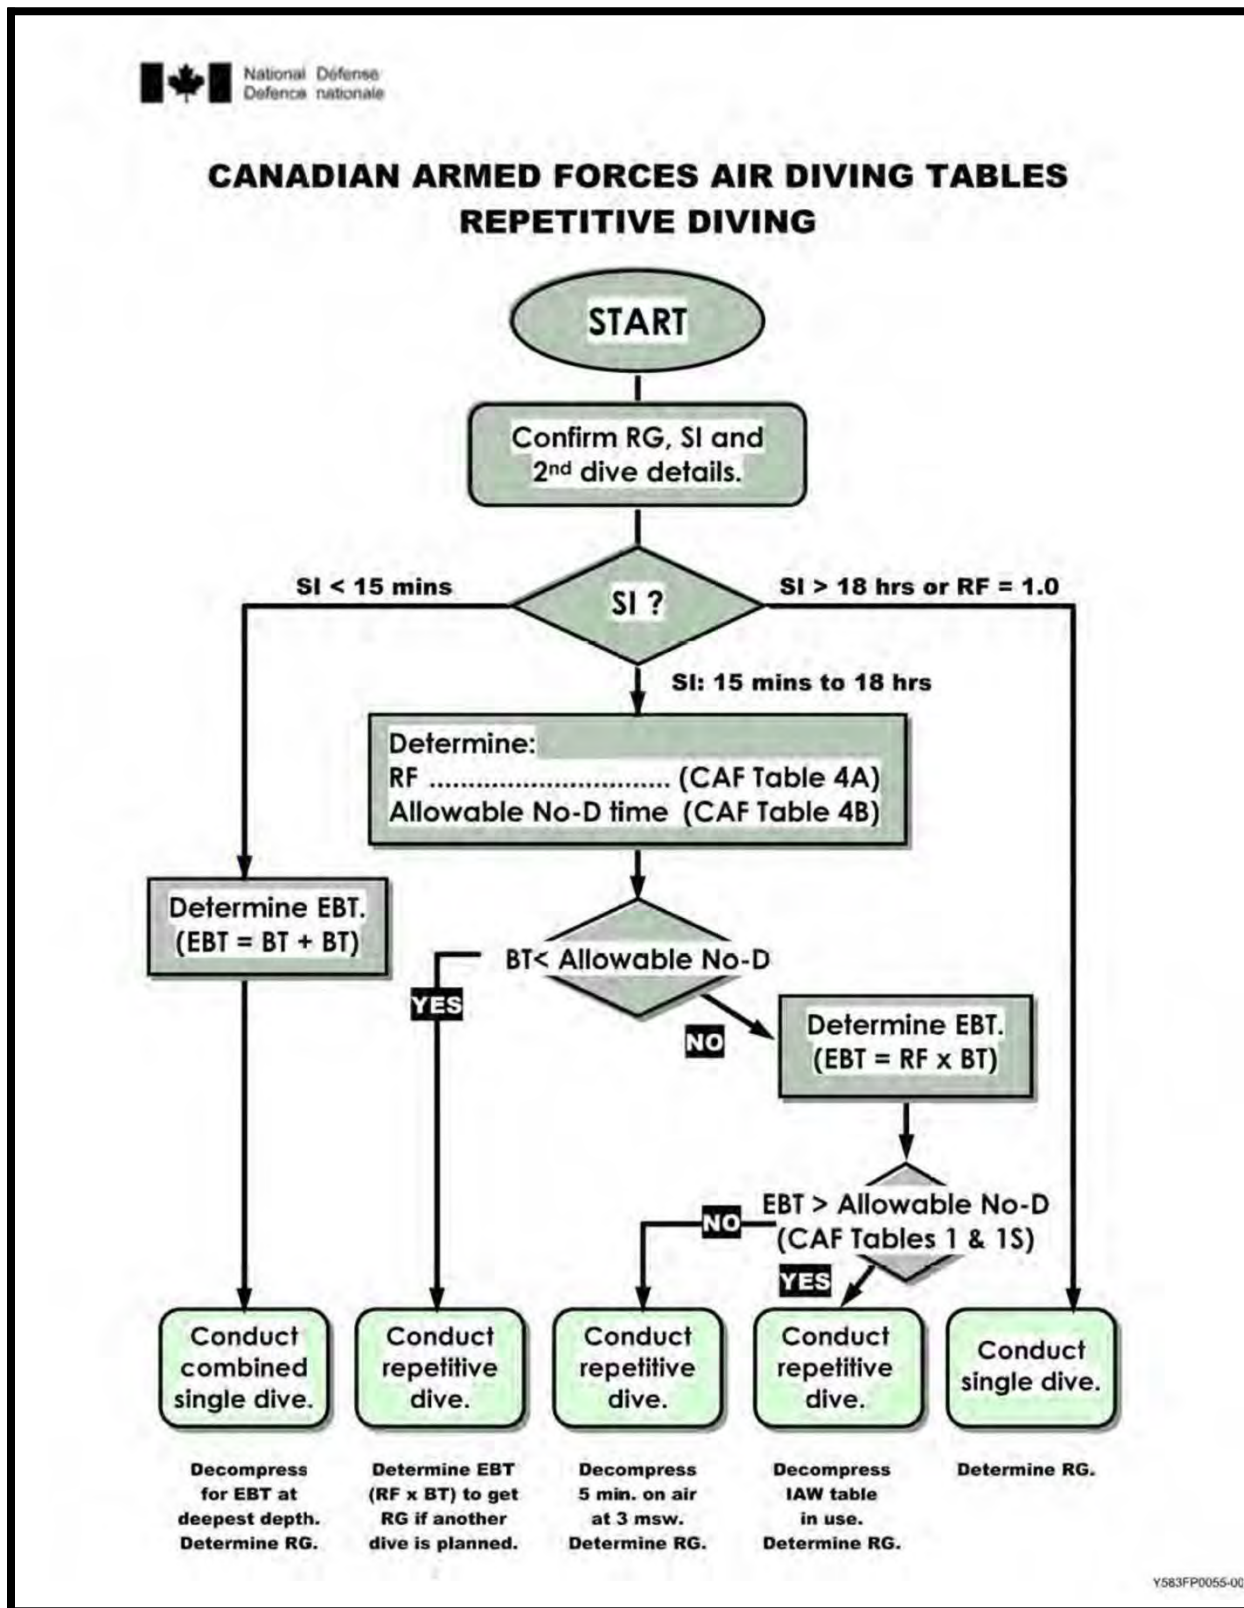 National Défense
Defence nationale
CANADIAN ARMED FORCES AIR DIVING TABLES
REPETITIVE DIVING
START
Confirm RG, SI and
2nd dive details.
SI < 15 mins
SI ?
SI > 18 hrs or RF = 1.0
SI: 15 mins to 18 hrs
Determine:
RF ............................... (CAF Table 4A)
Allowable No-D time (CAF Table 4B)
Determine EBT.
(EBT = BT + BT)
BT< Allowable No-D
YES
NO
Determine EBT.
(EBT = RF x BT)
EBT > Allowable No-D
(CAF Tables 1 & 1S)
NO
YES
Conduct
combined
single dive.
Conduct
repetitive
dive.
Conduct
repetitive
dive.
Conduct
repetitive
dive.
Conduct
single dive.
Decompress
for EBT at
deepest depth.
Determine RG.
Determine EBT
(RF x BT) to get
RG if another
dive is planned.
Decompress
5 min. on air
at 3 msw.
Determine RG.
Decompress
IAW table
in use.
Determine RG.
Determine RG.
Y583FP0055-00